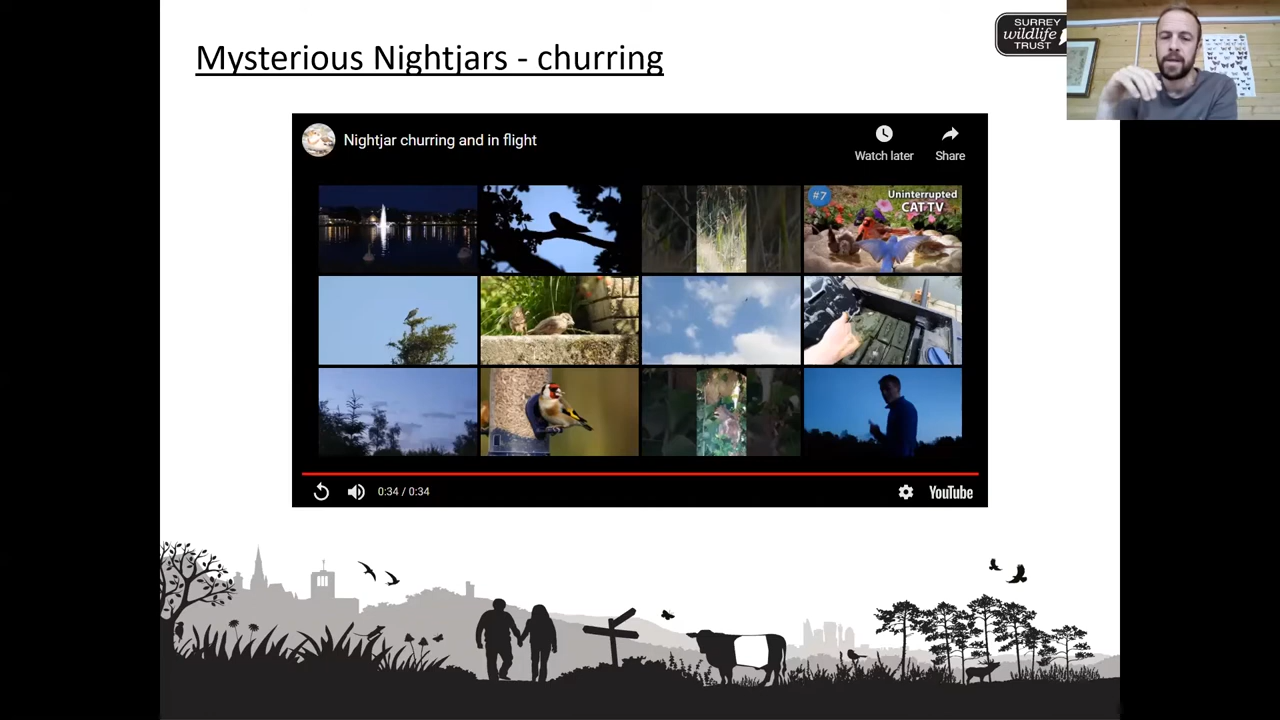 Mysterious Nightjars - churring
SURREY
wildlife
TRUST
Nightjar churring and in flight
Watch later
Share
#7
Uninterrupted
CAT TV
0:34 / 0:34
YouTube